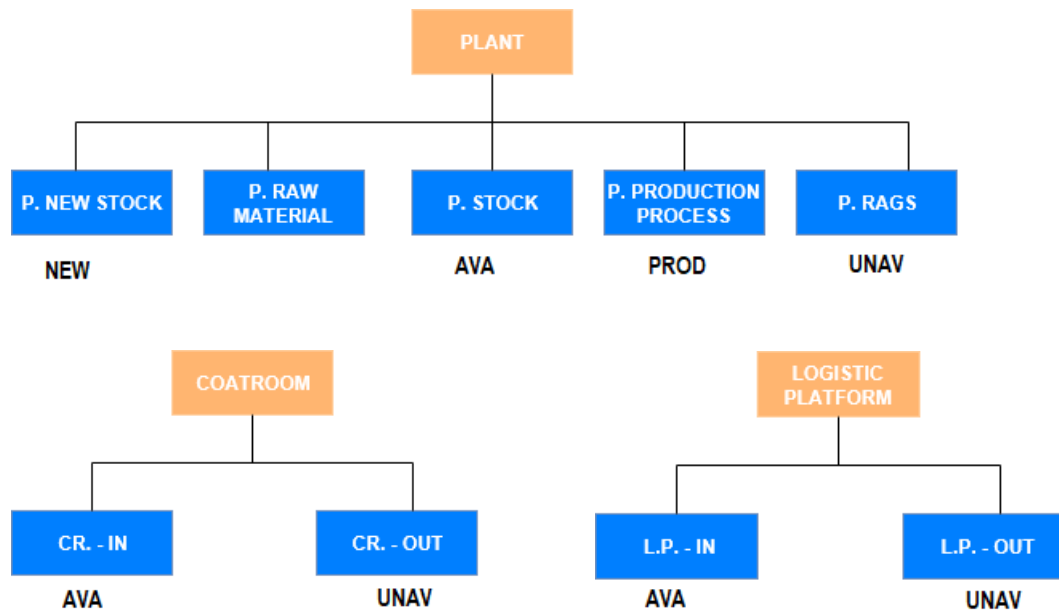 PLANT
P. NEW STOCK
P. RAW
MATERIAL
P. STOCK
P. PRODUCTION
PROCESS
P. RAGS
NEW
AVA
PROD
UNAV
COATROOM
LOGISTIC
PLATFORM
CR. - IN
CR. - OUT
L.P. - IN
L.P. - OUT
AVA
UNAV
AVA
UNAV